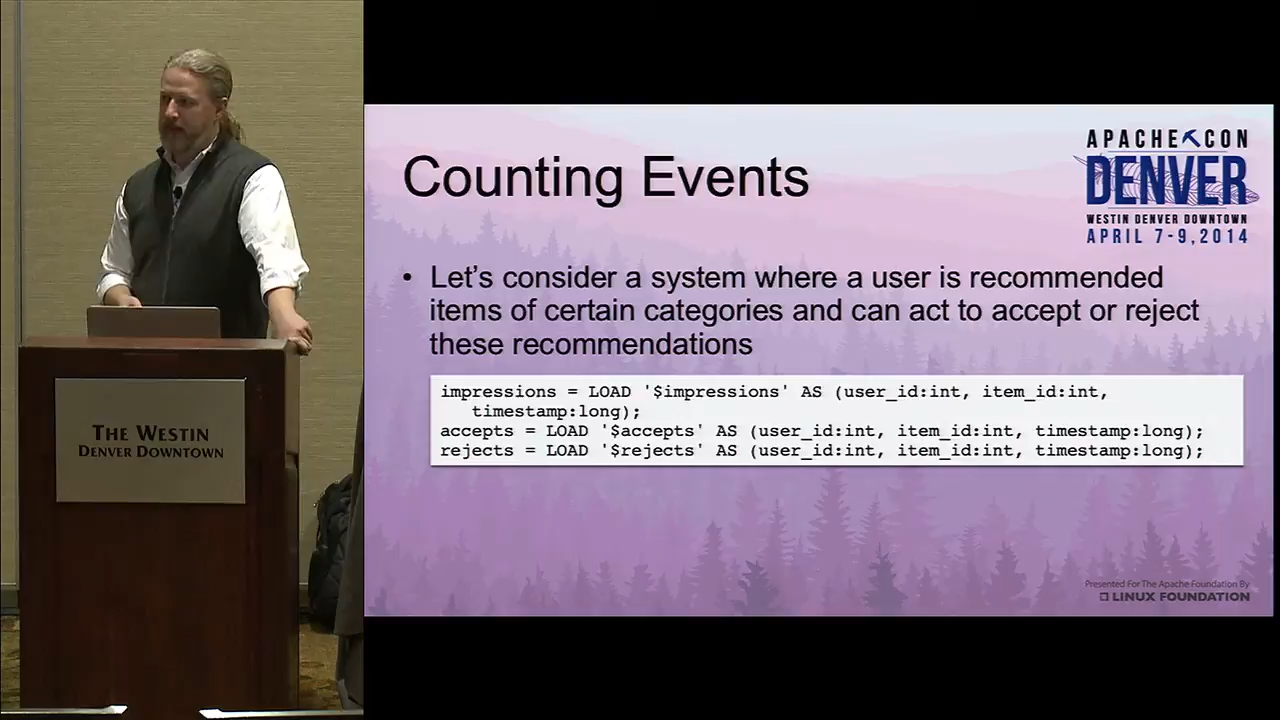 THE WESTIN
DENVER DOWNTOWN
Counting Events
APACHE CON
DENVER
WESTIN DENVER DOWNTOWN
APRIL 7-9, 2014
• Let’s consider a system where a user is recommended
items of certain categories and can act to accept or reject
these recommendations
impressions = LOAD '$impressions' AS (user_id:int, item_id:int,
timestamp:long);
accepts = LOAD '$accepts' AS (user_id:int, item_id:int, timestamp:long);
rejects = LOAD '$rejects' AS (user_id:int, item_id:int, timestamp:long);
Presented For The Apache Foundation By
LINUX FOUNDATION